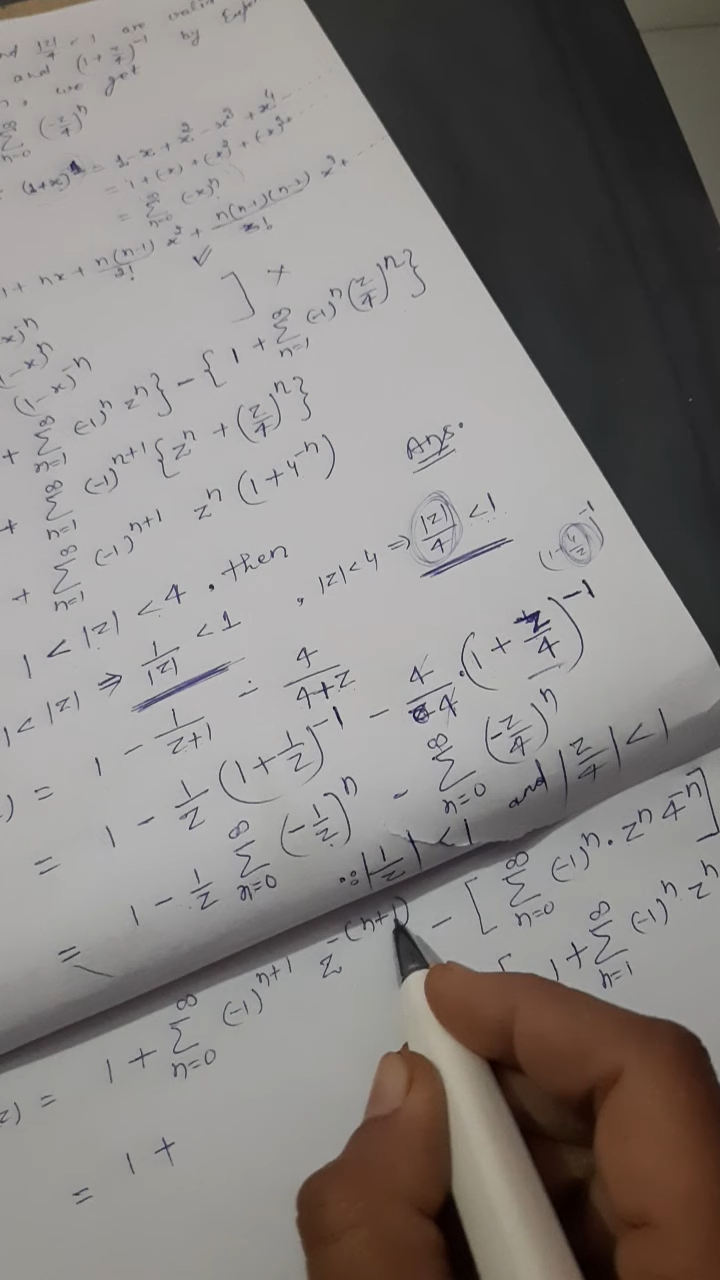 and |z|/4 < 1 are valid
and (1 + z/4)^-1 by
we get
∑_{n=0}^{∞} (-z/4)^n
(1+x)^-1 = 1 - x + x^2 - x^3 + x^4 ...
= 1 + (-x) + (-x)^2 + (-x)^3 + ...
= ∑_{n=0}^{∞} (-x)^n
1 + nx + n(n-1)/2! x^2 + n(n-1)(n-2)/3! x^3 + ...
x)^n ] ×
(1-x)^n
(1-x)^-n
+ ∑_{n=1}^{∞} (-1)^n z^n} - {1 + ∑_{n=1}^{∞} (-1)^n (z/4)^n}
+ ∑_{n=1}^{∞} (-1)^{n+1} {z^n + (z/4)^n}
+ ∑_{n=1}^{∞} (-1)^{n+1} z^n (1 + 4^-n) Ans.
1 < |z| < 4, then
1 < |z| ⇒ 1/|z| < 1, |z| < 4 ⇒ |z|/4 < 1
) = 1 - 1/(z+1) - 4/(4+z)
= 1 - 1/z (1 + 1/z)^-1 - 4/4 · (1 + z/4)^-1
= 1 - 1/z ∑_{n=0}^{∞} (-1/z)^n - ∑_{n=0}^{∞} (-z/4)^n
∵ |1/z| < 1 and |z/4| < 1
z) = 1 + ∑_{n=0}^{∞} (-1)^{n+1} z^{-(n+1)} - [∑_{n=0}^{∞} (-1)^n · z^n 4^-n]
= 1 + [ 1 + ∑_{n=1}^{∞} (-1)^n z^n